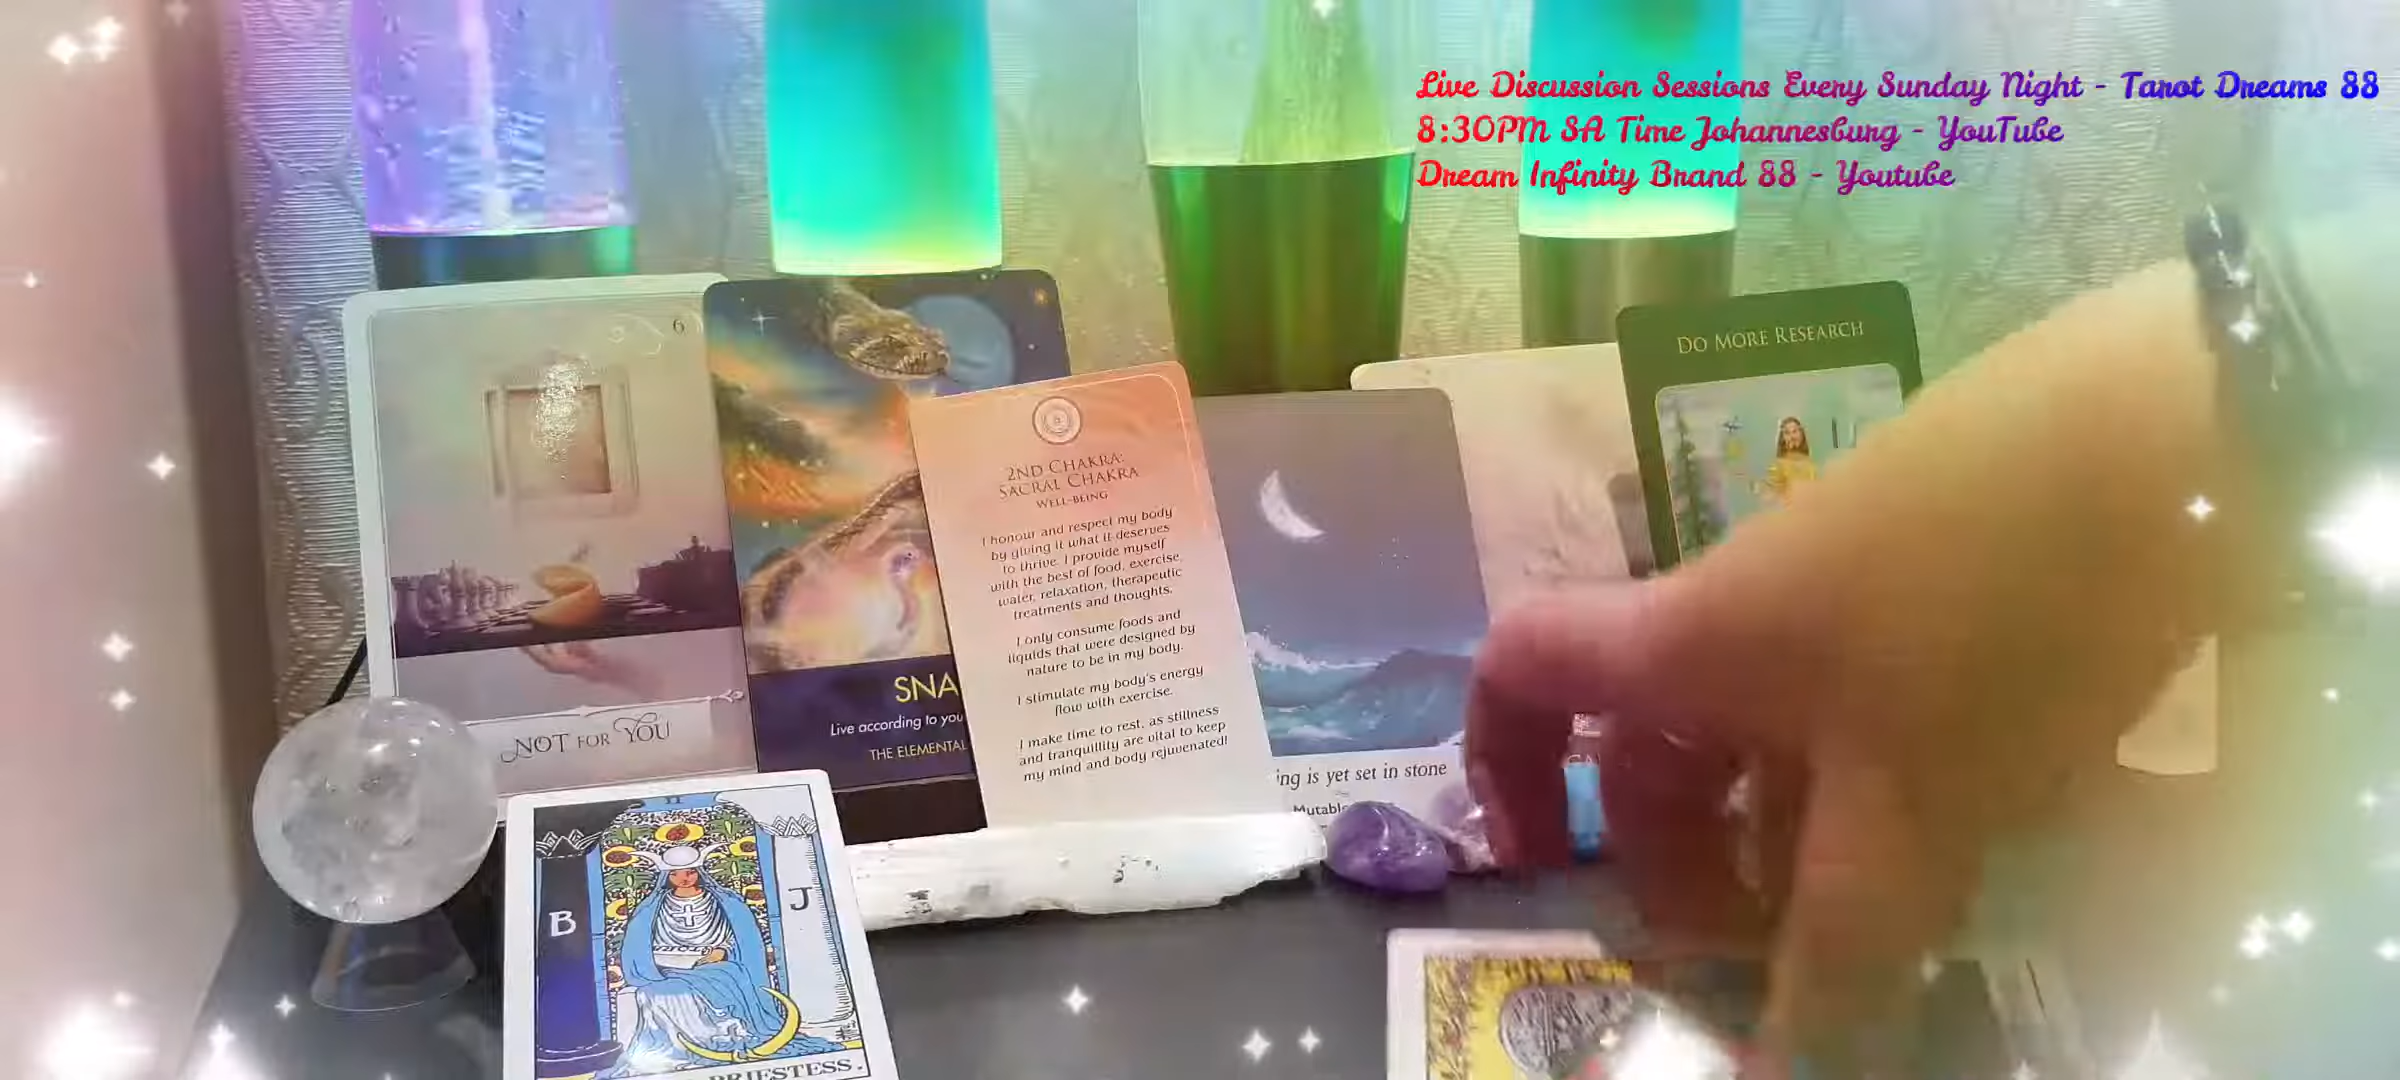 Live Discussion Sessions Every Sunday Night - Tarot Dreams 88
8:30PM SA Time Johannesburg - YouTube
Dream Infinity Brand 88 - Youtube
6
NOT FOR YOU
SNA
Live according to you
THE ELEMENTAL
2ND CHAKRA:
SACRAL CHAKRA
WELL-BEING
I honour and respect my body
by giving it what it deserves
to thrive. I provide myself
with the best of food, exercise,
water, relaxation, therapeutic
treatments and thoughts.
I only consume foods and
liquids that were designed by
nature to be in my body.
I stimulate my body's energy
flow with exercise.
I make time to rest, as stillness
and tranquillity are vital to keep
my mind and body rejuvenated!
ing is yet set in stone
Mutabl
DO MORE RESEARCH
II
B
J
PRIESTESS.